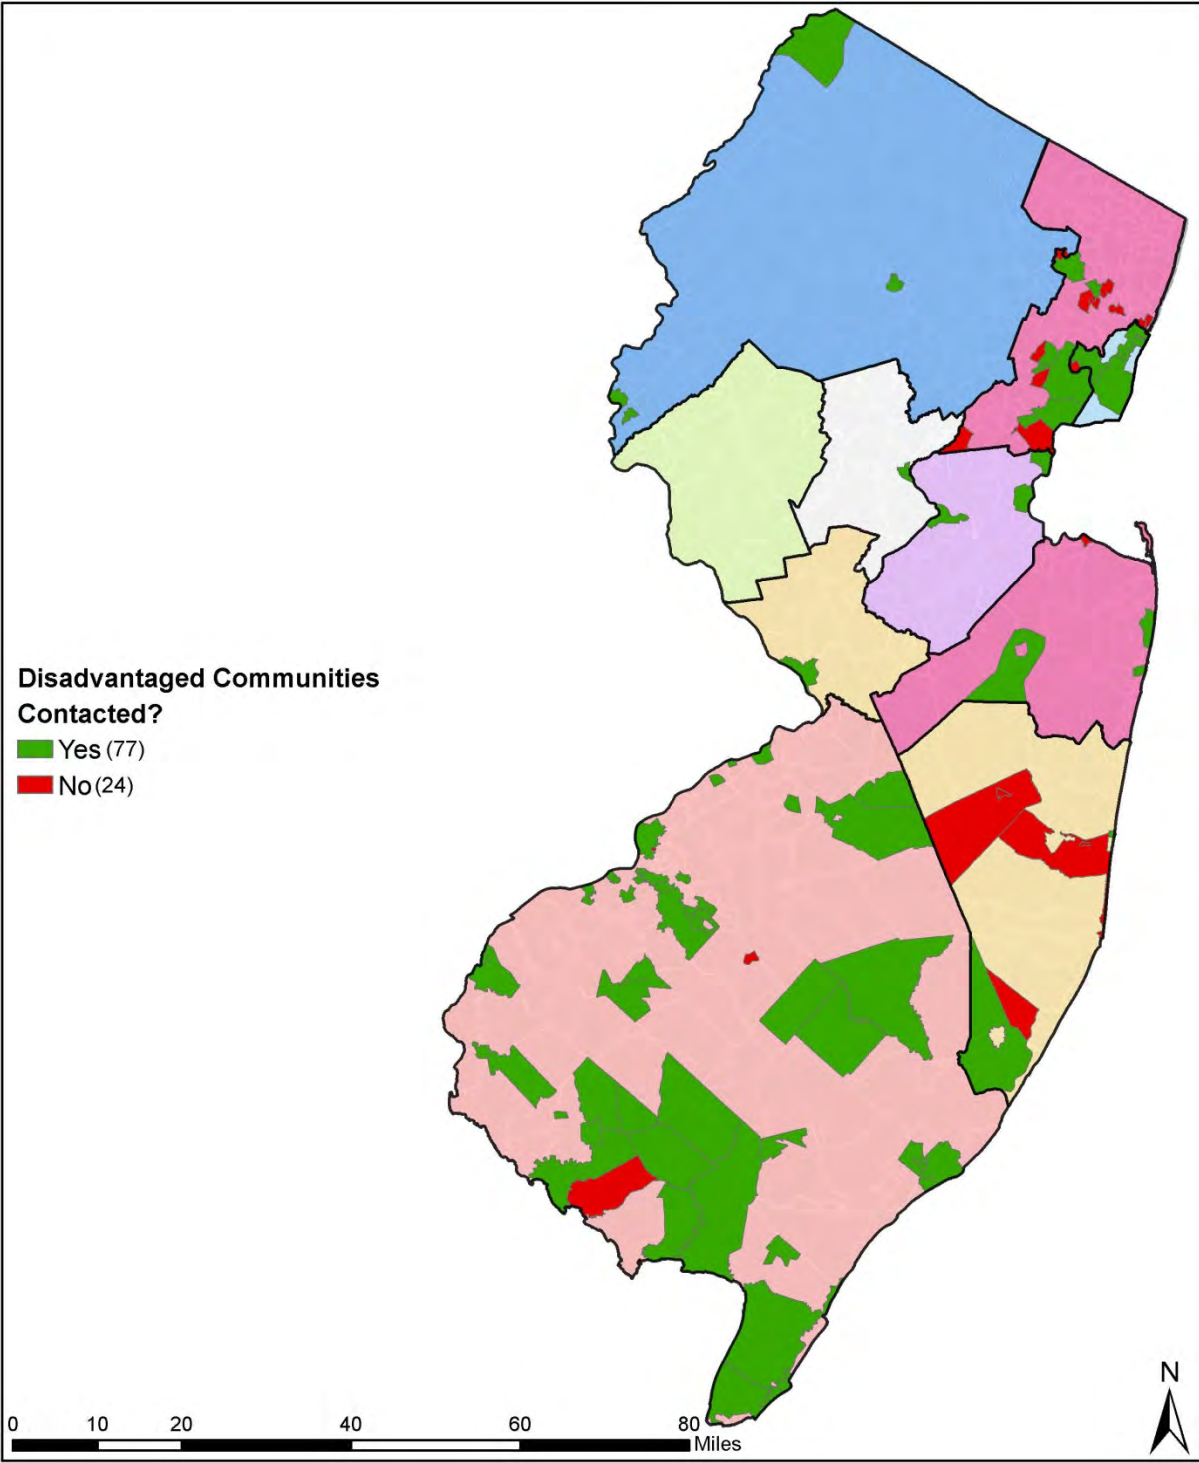 Disadvantaged Communities
Contacted?
Yes (77)
No (24)
N
0 10 20 40 60 80
Miles